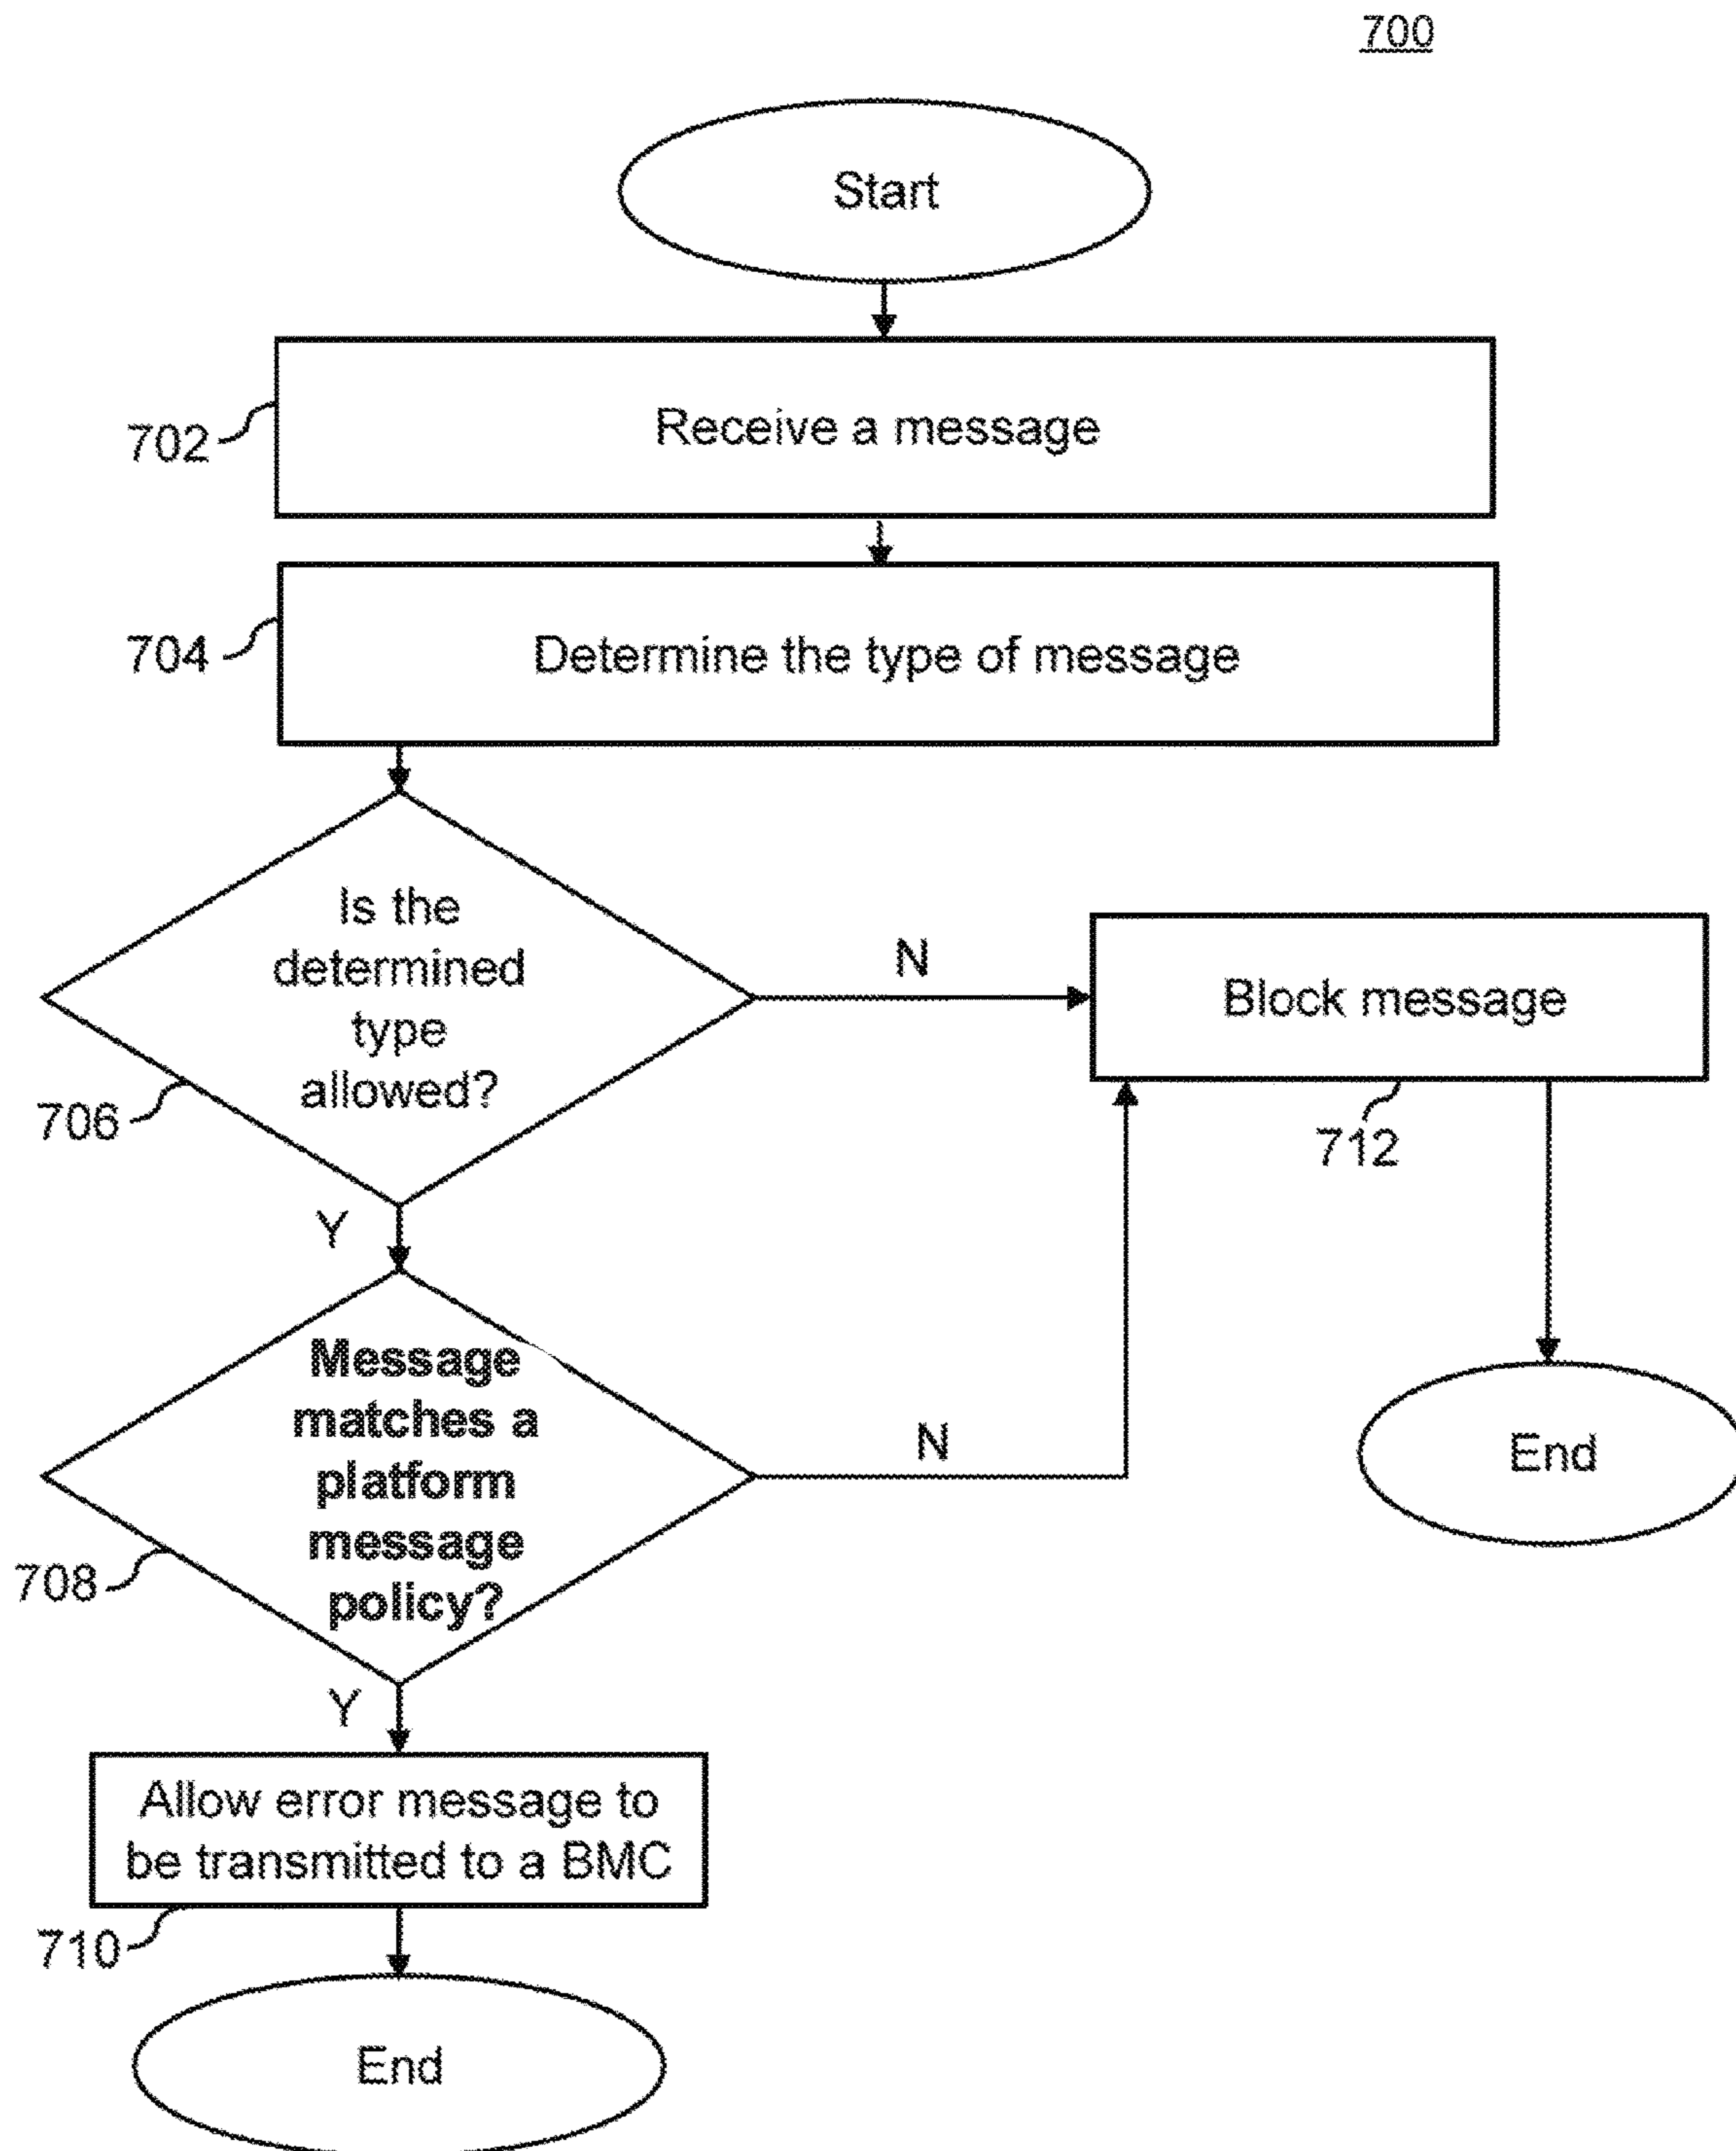 700
Start
702
Receive a message
704
Determine the type of message
Is the
determined
type
allowed?
706
N
Block message
712
Y
Message
matches a
platform
message
policy?
708
N
End
Y
Allow error message to
be transmitted to a BMC
710
End